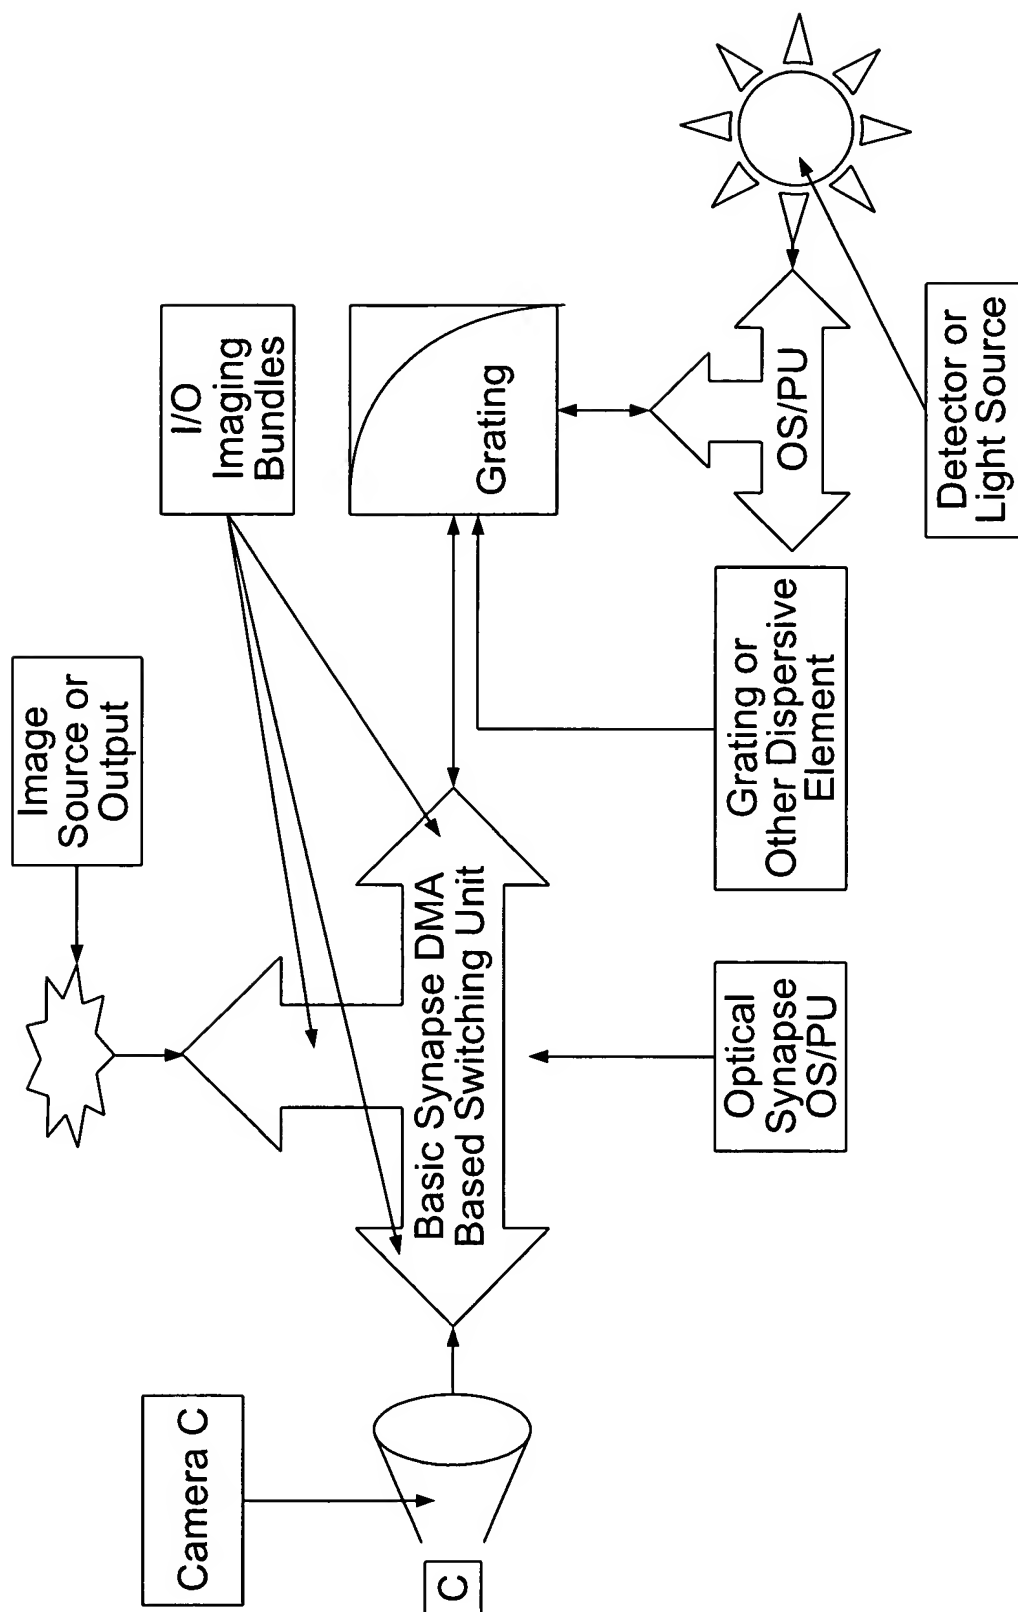 Camera C
C
Image
Source or
Output
I/O
Imaging
Bundles
Basic Synapse DMA
Based Switching Unit
Grating
OS/PU
Optical
Synapse
OS/PU
Grating or
Other Dispersive
Element
Detector or
Light Source